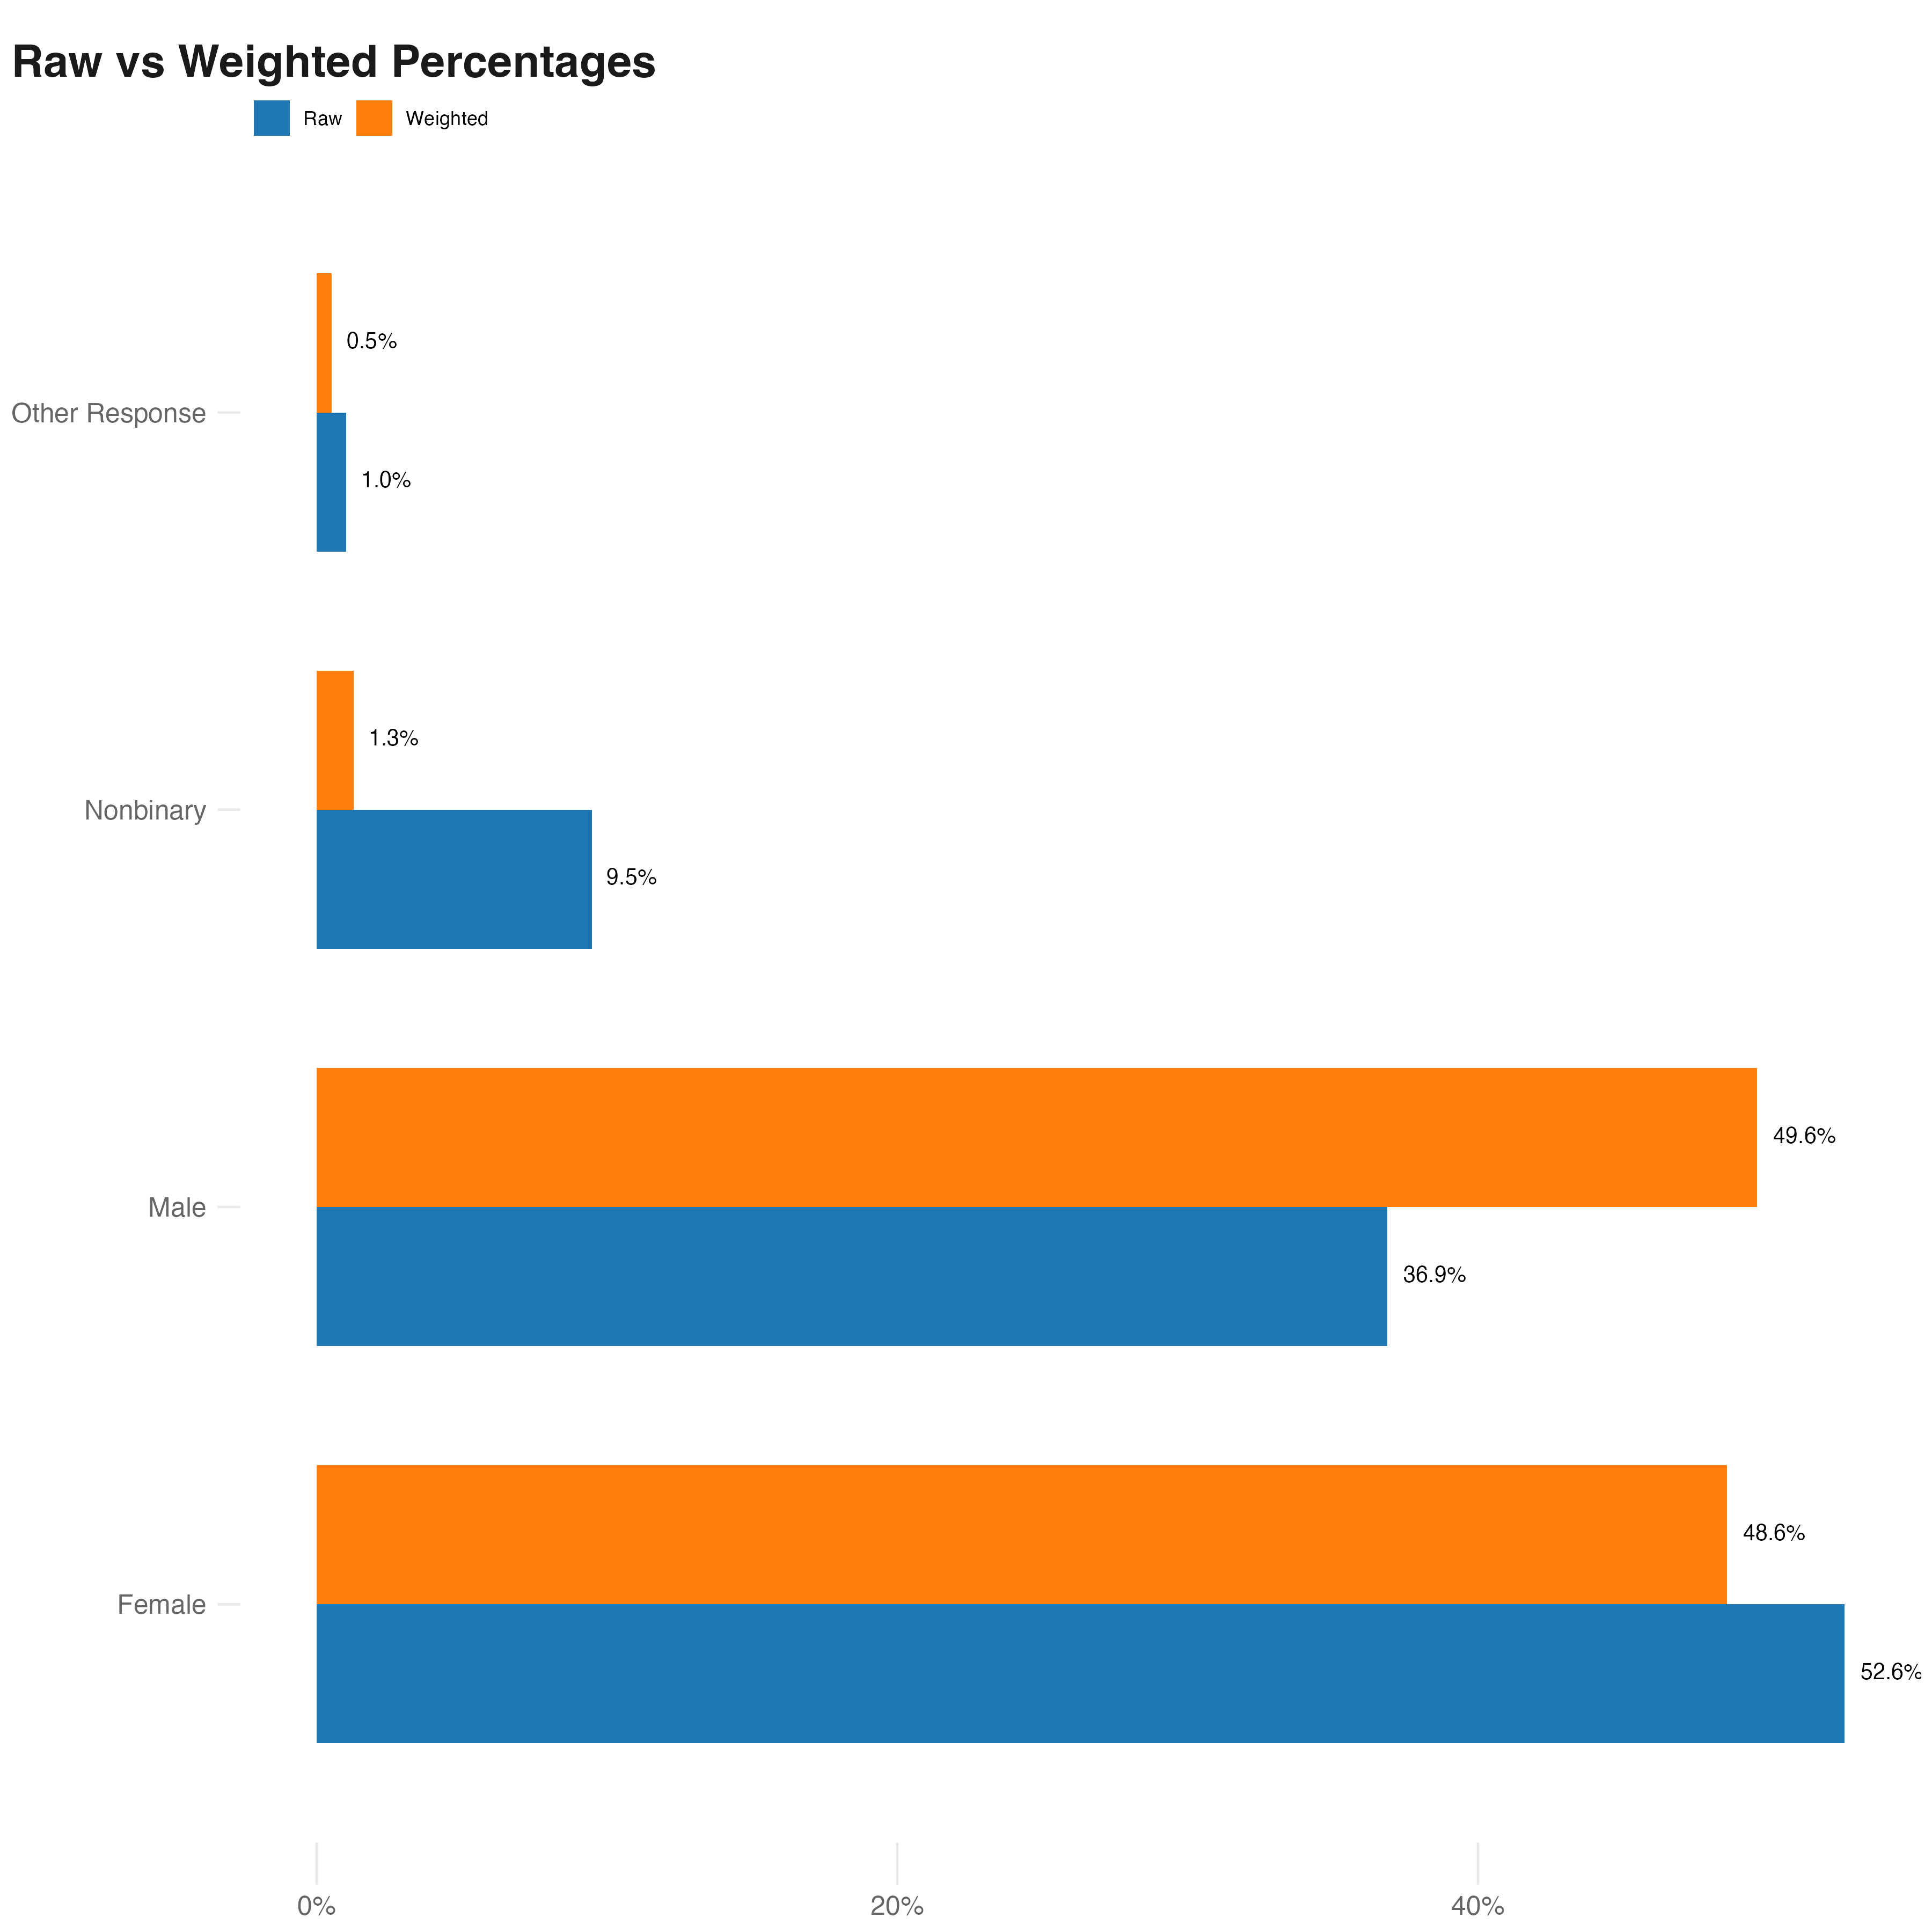 Raw vs Weighted Percentages
Raw Weighted
0.5%
Other Response
1.0%
1.3%
Nonbinary
9.5%
49.6%
Male
36.9%
48.6%
Female
52.6%
0% 20% 40%